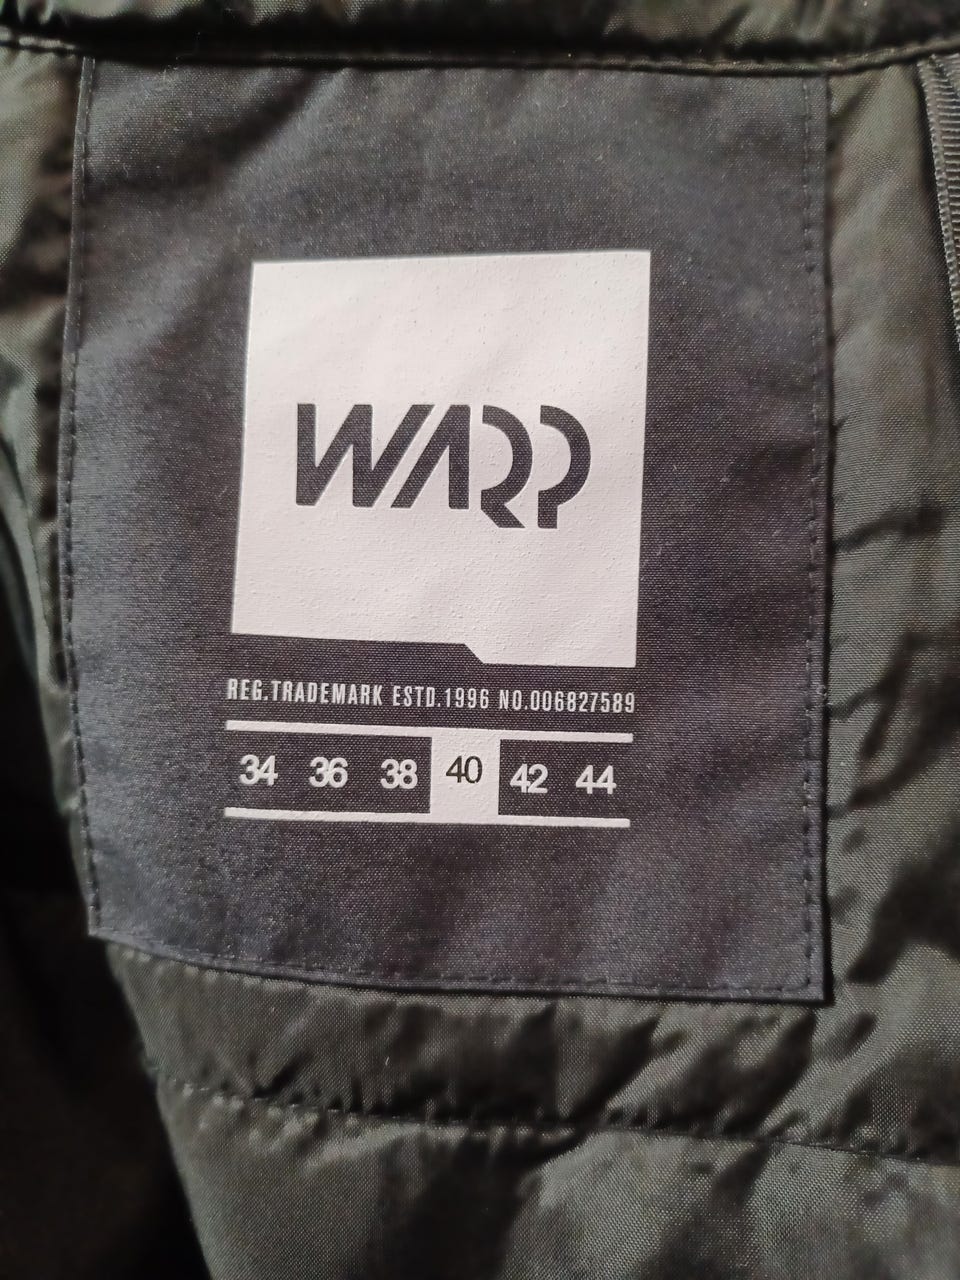 WARP
REG.TRADEMARK ESTD.1996 NO.006827589
34 36 38 40 42 44